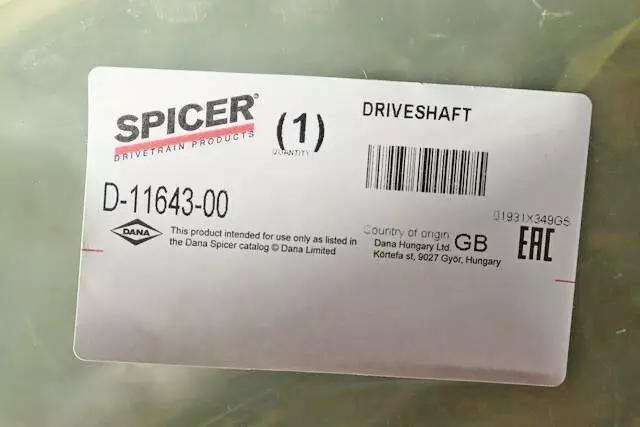 SPICER®
DRIVETRAIN PRODUCTS
(1)
QUANTITY
DRIVESHAFT
D-11643-00
01931X349GS
DANA
This product intended for use only as listed in
the Dana Spicer catalog © Dana Limited
Country of origin
GB
Dana Hungary Ltd.
Körtefa st, 9027 Győr, Hungary
EAC